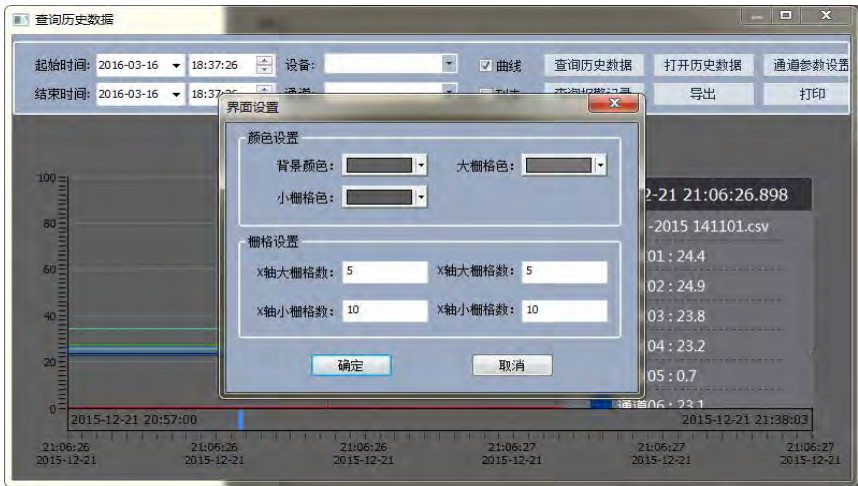 查询历史数据
起始时间: 2016-03-16 18:37:26 设备: 曲线 查询历史数据 打开历史数据 通道参数设置
结束时间: 2016-03-16 导出 打印
界面设置
颜色设置
背景颜色: 大栅格色:
小栅格色:
栅格设置
X轴大栅格数: 5 X轴大栅格数: 5
X轴小栅格数: 10 X轴小栅格数: 10
确定 取消
100
80
60
40
20
0
2-21 21:06:26.898
-2015 141101.csv
01 : 24.4
02 : 24.9
03 : 23.8
04 : 23.2
05 : 0.7
通道06 : 23.1
2015-12-21 20:57:00 2015-12-21 21:38:03
21:06:26 21:06:26 21:06:26 21:06:27 21:06:27 21:06:27
2015-12-21 2015-12-21 2015-12-21 2015-12-21 2015-12-21 2015-12-21